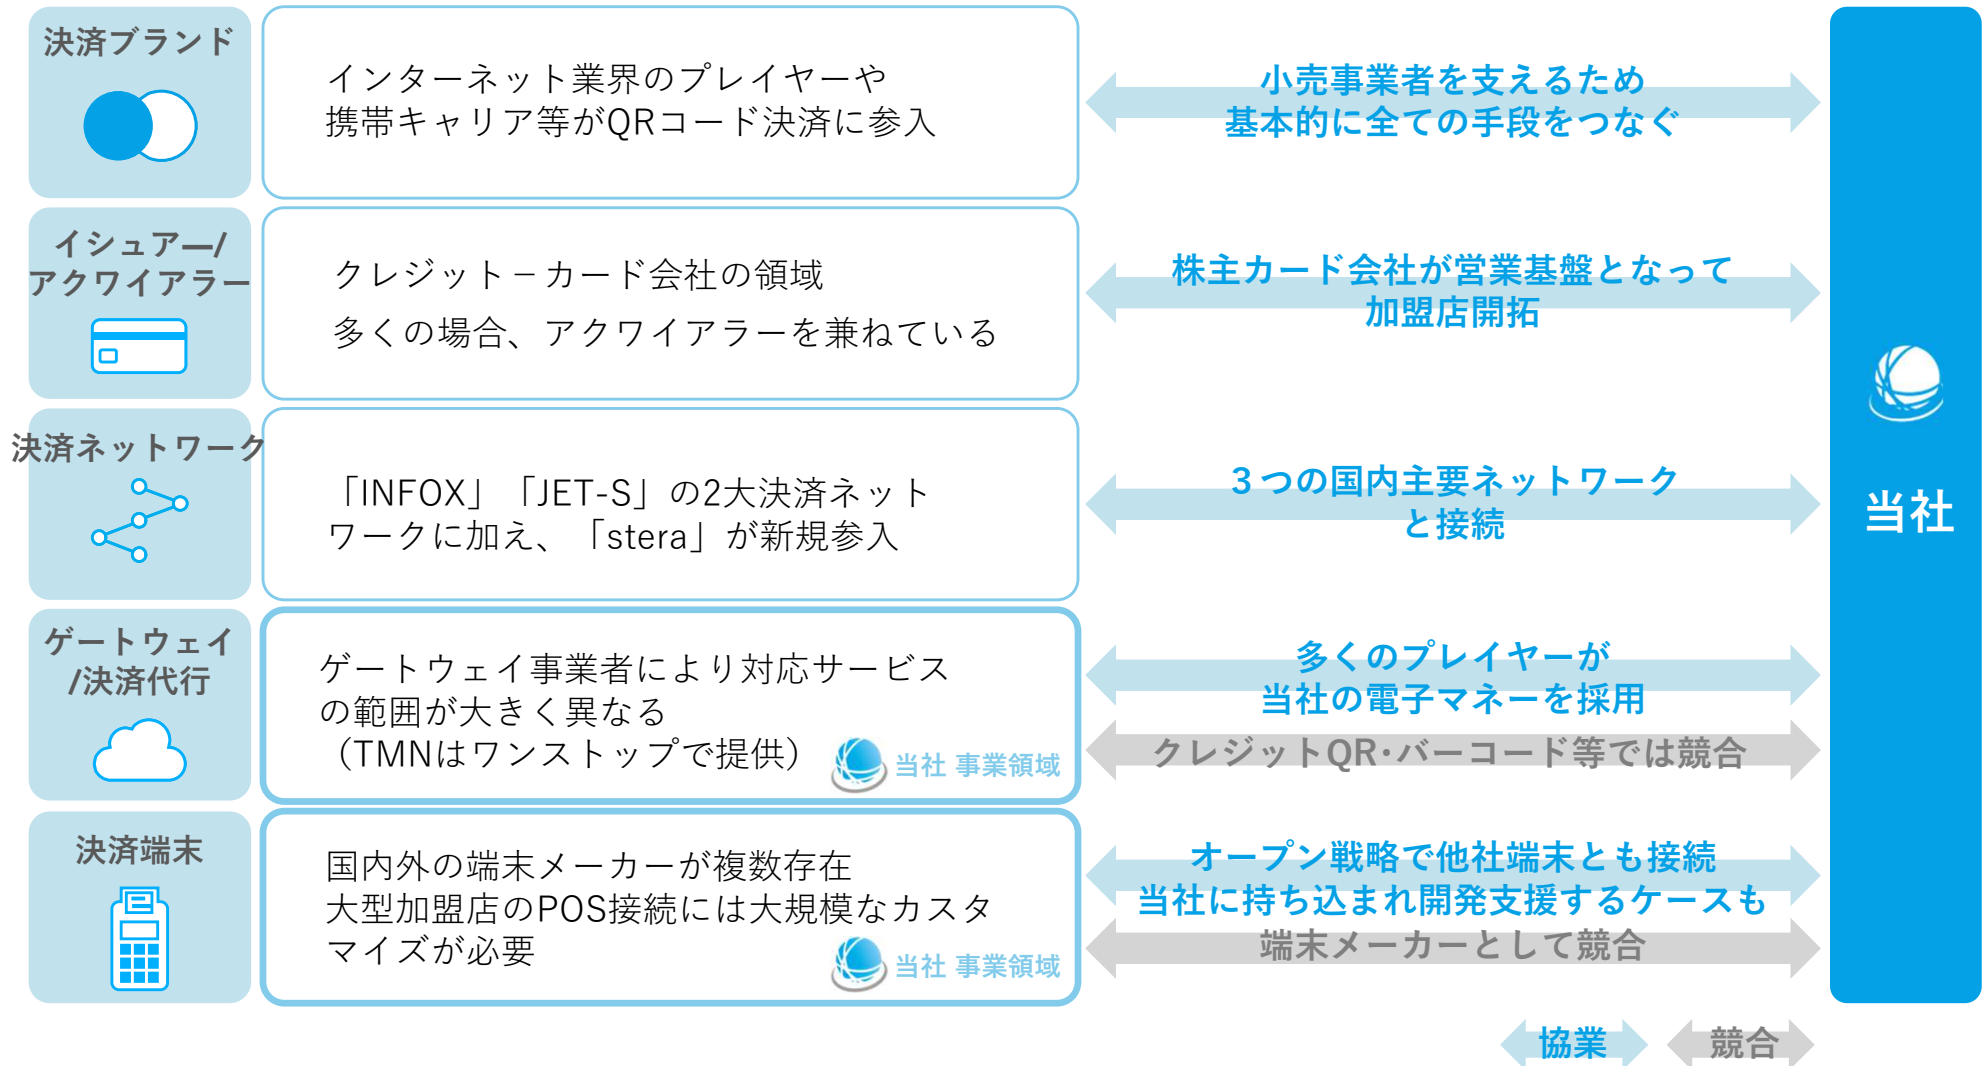 決済ブランド
インターネット業界のプレイヤーや
携帯キャリア等がQRコード決済に参入
小売事業者を支えるため
基本的に全ての手段をつなぐ
イシュアー/
アクワイアラー
クレジット－カード会社の領域
多くの場合、アクワイアラーを兼ねている
株主カード会社が営業基盤となって
加盟店開拓
決済ネットワーク
「INFOX」「JET-S」の2大決済ネット
ワークに加え、「stera」が新規参入
３つの国内主要ネットワーク
と接続
ゲートウェイ
/決済代行
ゲートウェイ事業者により対応サービス
の範囲が大きく異なる
（TMNはワンストップで提供）
当社 事業領域
多くのプレイヤーが
当社の電子マネーを採用
クレジットQR･バーコード等では競合
決済端末
国内外の端末メーカーが複数存在
大型加盟店のPOS接続には大規模なカスタ
マイズが必要
当社 事業領域
オープン戦略で他社端末とも接続
当社に持ち込まれ開発支援するケースも
端末メーカーとして競合
当社
協業
競合